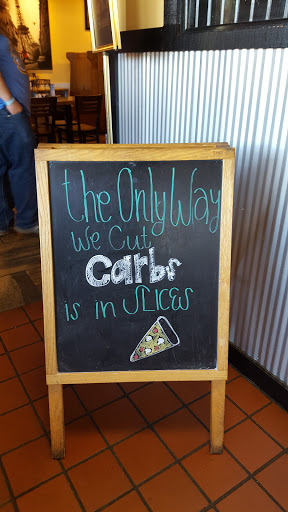 the Only Way
We Cut
Carbs
is in SLICES